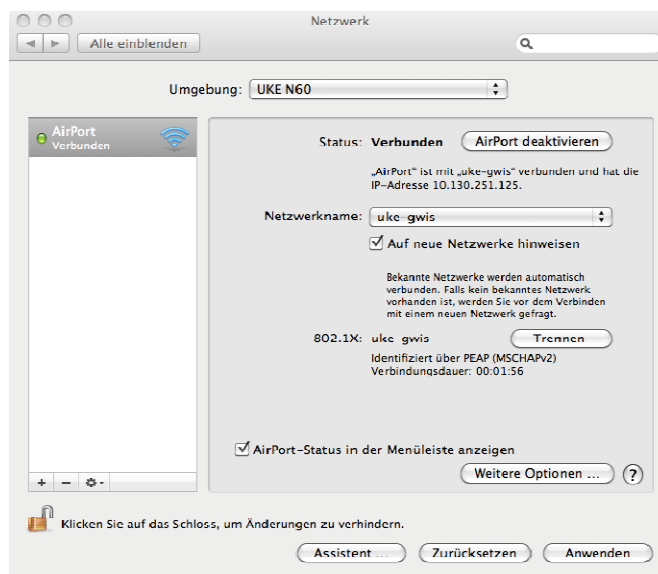 Netzwerk
Alle einblenden
Umgebung: UKE N60
AirPort
Verbunden
Status: Verbunden AirPort deaktivieren
„AirPort“ ist mit „uke-gwis“ verbunden und hat die
IP-Adresse 10.130.251.125.
Netzwerkname: uke-gwis
Auf neue Netzwerke hinweisen
Bekannte Netzwerke werden automatisch
verbunden. Falls kein bekanntes Netzwerk
vorhanden ist, werden Sie vor dem Verbinden
mit einem neuen Netzwerk gefragt.
802.1X: uke-gwis Trennen
Identifiziert über PEAP (MSCHAPv2)
Verbindungsdauer: 00:01:56
AirPort-Status in der Menüleiste anzeigen
Weitere Optionen ... ?
+ −
Klicken Sie auf das Schloss, um Änderungen zu verhindern.
Assistent ... Zurücksetzen Anwenden